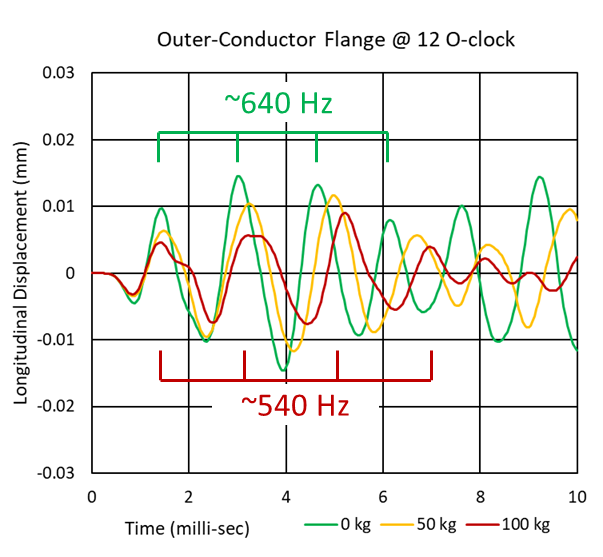 Outer-Conductor Flange @ 12 O-clock
Longitudinal Displacement (mm)
0.03
0.02
0.01
0
-0.01
-0.02
-0.03
~640 Hz
~540 Hz
0 2 4 6 8 10
Time (milli-sec)
0 kg 50 kg 100 kg